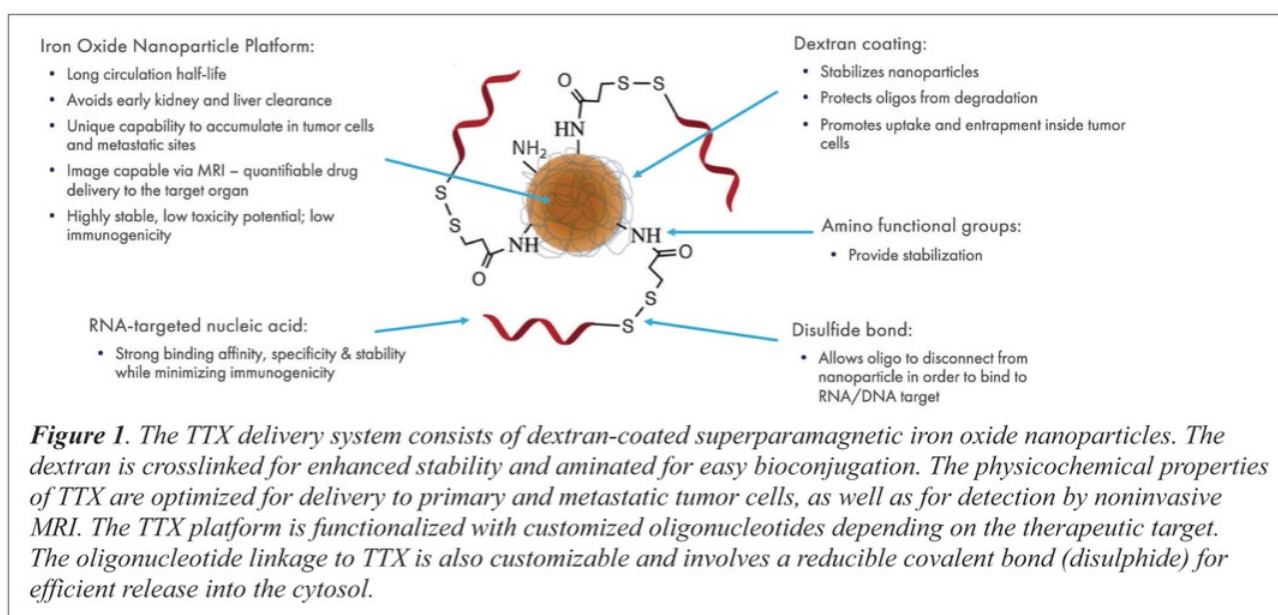 Iron Oxide Nanoparticle Platform:
• Long circulation half-life
• Avoids early kidney and liver clearance
• Unique capability to accumulate in tumor cells
and metastatic sites
• Image capable via MRI – quantifiable drug
delivery to the target organ
• Highly stable, low toxicity potential; low
immunogenicity
RNA-targeted nucleic acid:
• Strong binding affinity, specificity & stability
while minimizing immunogenicity
O
S–S
HN
NH₂
S
S
NH
O
NH
O
S
S
Dextran coating:
• Stabilizes nanoparticles
• Protects oligos from degradation
• Promotes uptake and entrapment inside tumor
cells
Amino functional groups:
• Provide stabilization
Disulfide bond:
• Allows oligo to disconnect from
nanoparticle in order to bind to
RNA/DNA target
Figure 1. The TTX delivery system consists of dextran-coated superparamagnetic iron oxide nanoparticles. The
dextran is crosslinked for enhanced stability and aminated for easy bioconjugation. The physicochemical properties
of TTX are optimized for delivery to primary and metastatic tumor cells, as well as for detection by noninvasive
MRI. The TTX platform is functionalized with customized oligonucleotides depending on the therapeutic target.
The oligonucleotide linkage to TTX is also customizable and involves a reducible covalent bond (disulphide) for
efficient release into the cytosol.